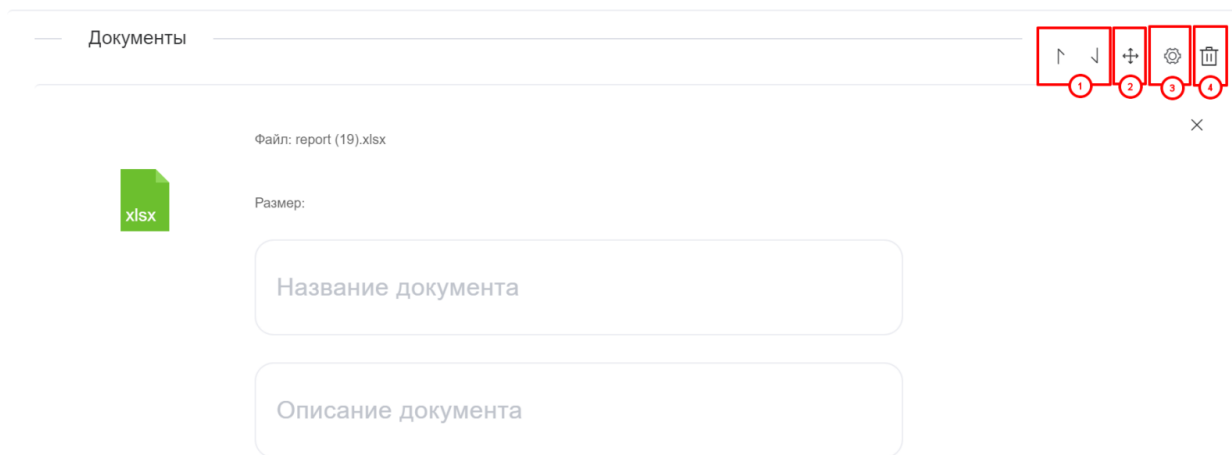 Документы
1 2 3 4
Файл: report (19).xlsx
xlsx
Размер:
Название документа
Описание документа